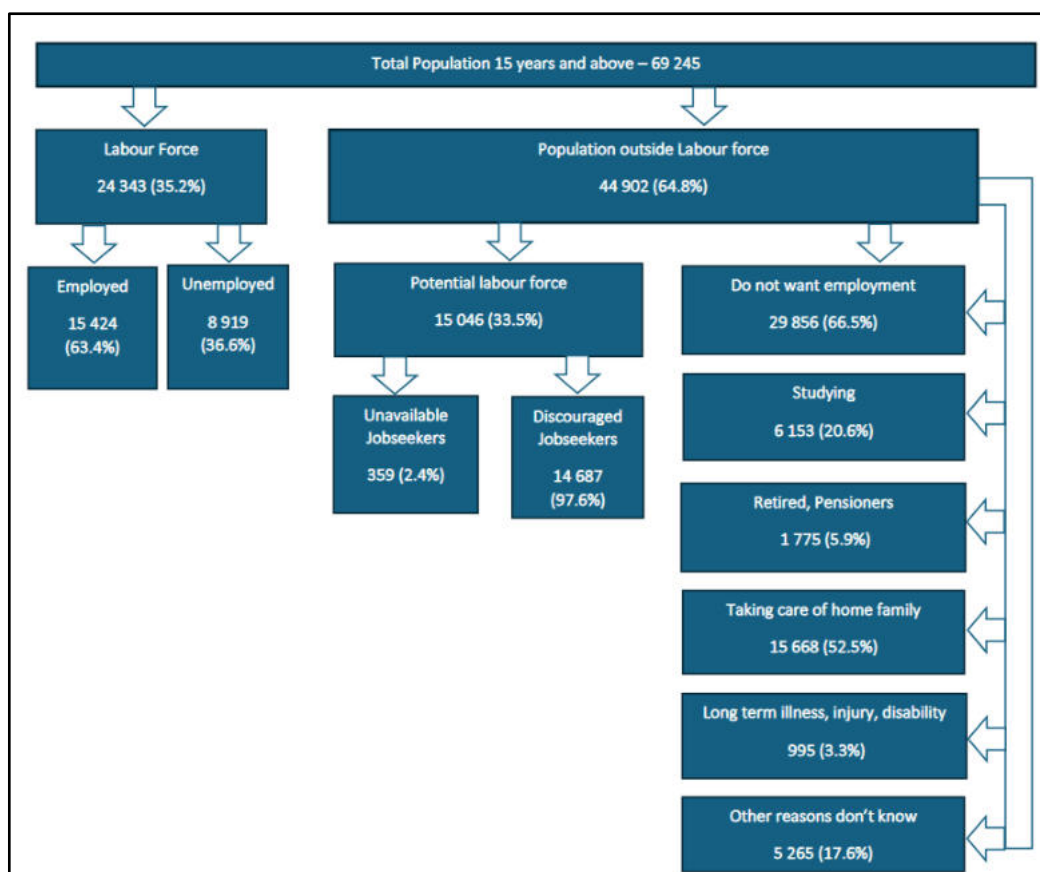 Total Population 15 years and above – 69 245
Labour Force
24 343 (35.2%)
Population outside Labour force
44 902 (64.8%)
Employed
15 424
(63.4%)
Unemployed
8 919
(36.6%)
Potential labour force
15 046 (33.5%)
Do not want employment
29 856 (66.5%)
Unavailable
Jobseekers
359 (2.4%)
Discouraged
Jobseekers
14 687
(97.6%)
Studying
6 153 (20.6%)
Retired, Pensioners
1 775 (5.9%)
Taking care of home family
15 668 (52.5%)
Long term illness, injury, disability
995 (3.3%)
Other reasons don't know
5 265 (17.6%)